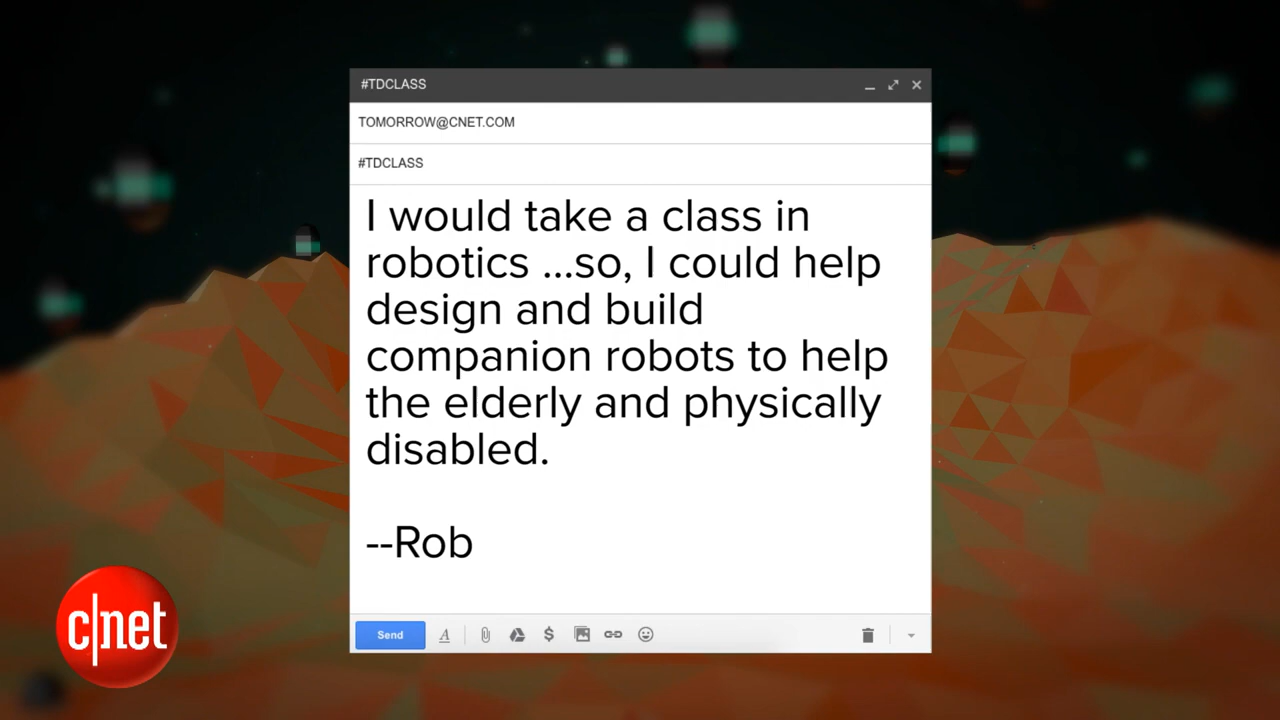 #TDCLASS
TOMORROW@CNET.COM
#TDCLASS
I would take a class in
robotics ...so, I could help
design and build
companion robots to help
the elderly and physically
disabled.
--Rob
Send
c|net